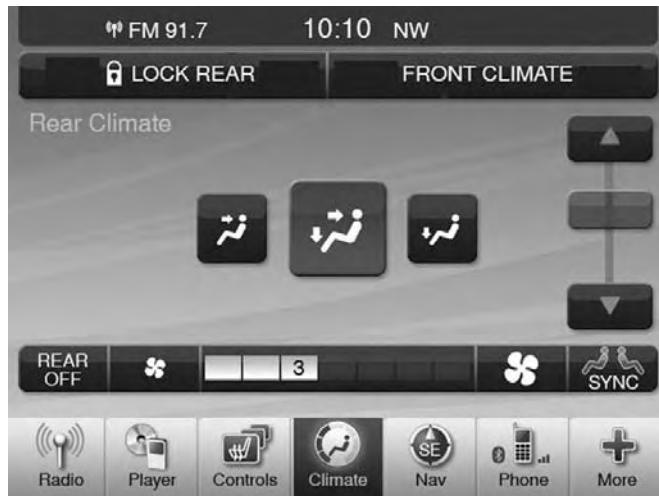 FM 91.7 10:10 NW
LOCK REAR FRONT CLIMATE
Rear Climate
REAR OFF 3 SYNC
SE
Radio Player Controls Climate Nav Phone More